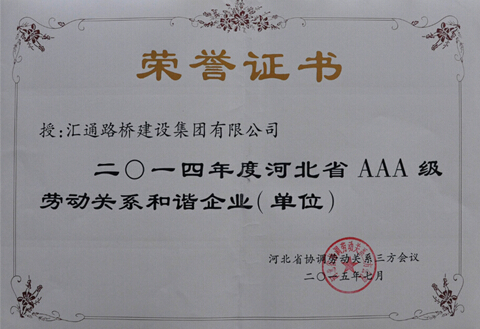 荣誉证书
授:汇通路桥建设集团有限公司
二〇一四年度河北省 AAA 级
劳动关系和谐企业(单位)
河北省协调劳动关系三方会议
二〇一五年七月